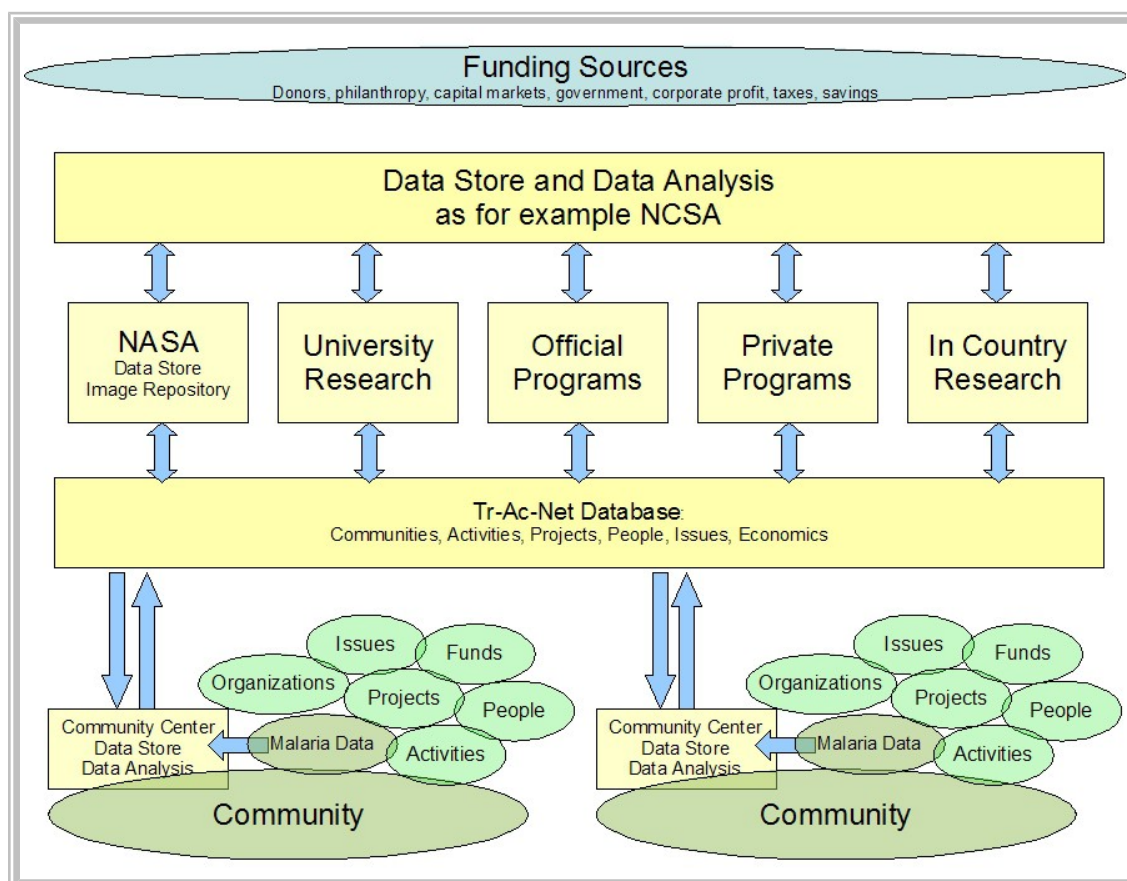 Funding Sources
Donors, philanthropy, capital markets, government, corporate profit, taxes, savings
Data Store and Data Analysis
as for example NCSA
NASA
Data Store
Image Repository
University
Research
Official
Programs
Private
Programs
In Country
Research
Tr-Ac-Net Database:
Communities, Activities, Projects, People, Issues, Economics
Issues
Funds
Organizations
Projects
People
Community Center
Data Store
Data Analysis
Malaria Data
Activities
Community
Issues
Funds
Organizations
Projects
People
Community Center
Data Store
Data Analysis
Malaria Data
Activities
Community